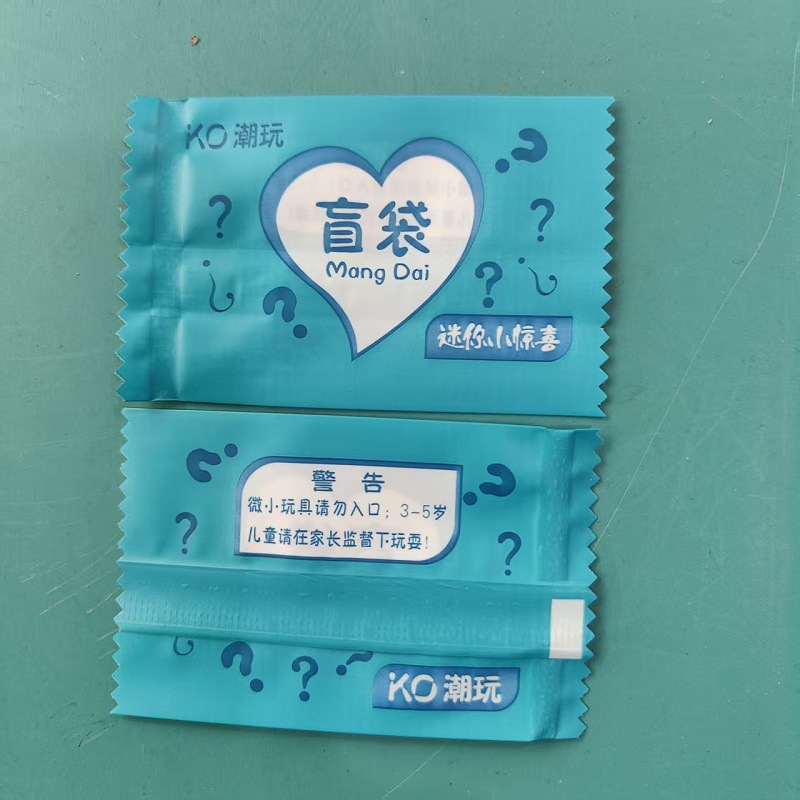 KO潮玩
盲袋
Mang Dai
迷你小惊喜
警告
微小玩具请勿入口；3-5岁
儿童请在家长监督下玩耍！
KO潮玩